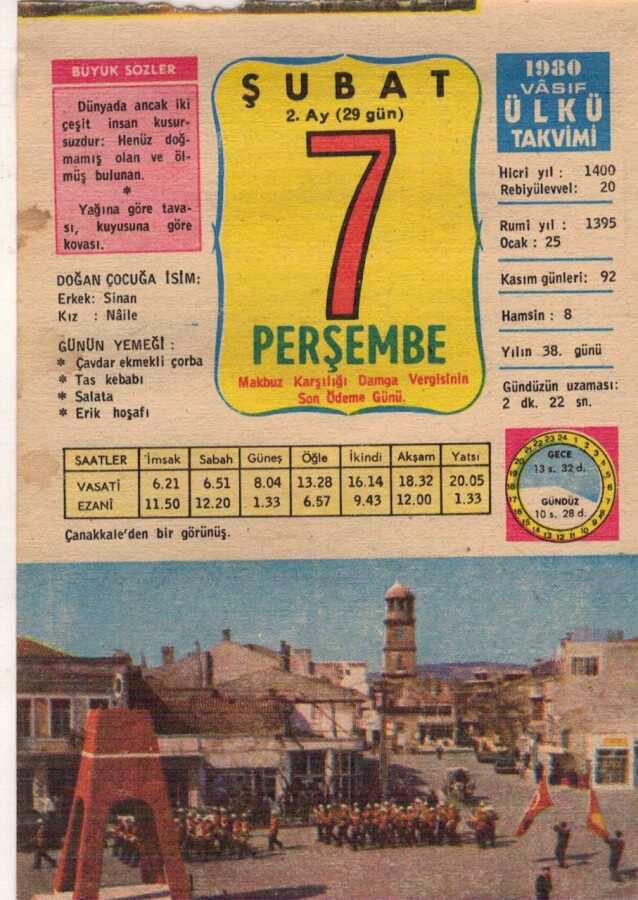 BÜYÜK SÖZLER
Dünyada ancak iki
çeşit insan kusur-
suzdur: Henüz doğ-
mamış olan ve öl-
müş bulunan.
*
Yağına göre tava-
sı, kuyusuna göre
kovası.
DOĞAN ÇOCUĞA İSİM:
Erkek: Sinan
Kız : Nâile
GÜNÜN YEMEĞİ :
* Çavdar ekmekli çorba
* Tas kebabı
* Salata
* Erik hoşafı
ŞUBAT
2. Ay (29 gün)
7
PERŞEMBE
Makbuz Karşılığı Damga Vergisinin
Son Ödeme Günü.
1980
VÂSIF
ÜLKÜ
TAKVİMİ
Hicri yıl : 1400
Rebiyülevvel: 20
Rumi yıl : 1395
Ocak : 25
Kasım günleri: 92
Hamsin : 8
Yılın 38. günü
Gündüzün uzaması:
2 dk. 22 sn.
SAATLER İmsak Sabah Güneş Öğle İkindi Akşam Yatsı
VASATİ 6.21 6.51 8.04 13.28 16.14 18.32 20.05
EZANİ 11.50 12.20 1.33 6.57 9.43 12.00 1.33
GECE
13 s. 32 d.
GÜNDÜZ
10 s. 28 d.
Çanakkale'den bir görünüş.